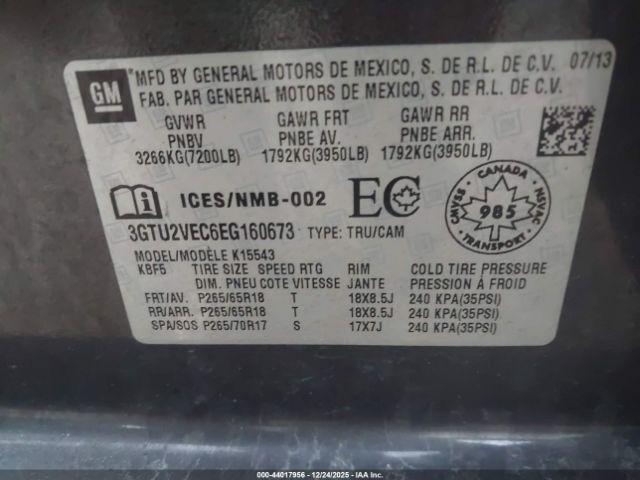 GM
*MFD BY GENERAL MOTORS DE MEXICO, S. DE R.L. DE C.V. 07/13
FAB. PAR GENERAL MOTORS DE MEXICO, S. DE R.L. DE C.V.
GVWR GAWR FRT GAWR RR
PNBV PNBE AV. PNBE ARR.
3266KG(7200LB) 1792KG(3950LB) 1792KG(3950LB)
ICES/NMB-002 EC
CANADA
CMVSS 985 NSVAC
3GTU2VEC6EG160673 TYPE: TRU/CAM
MODEL/MODÈLE K15543
KBF5 TIRE SIZE SPEED RTG RIM COLD TIRE PRESSURE
DIM. PNEU COTE VITESSE JANTE PRESSION À FROID
FRT/AV. P265/65R18 T 18X8.5J 240 KPA(35PSI)
RR/ARR. P265/65R18 T 18X8.5J 240 KPA(35PSI)
SPA/SOS P265/70R17 S 17X7J 240 KPA(35PSI)
000-44017956 - 12/24/2025 - IAAI Inc.